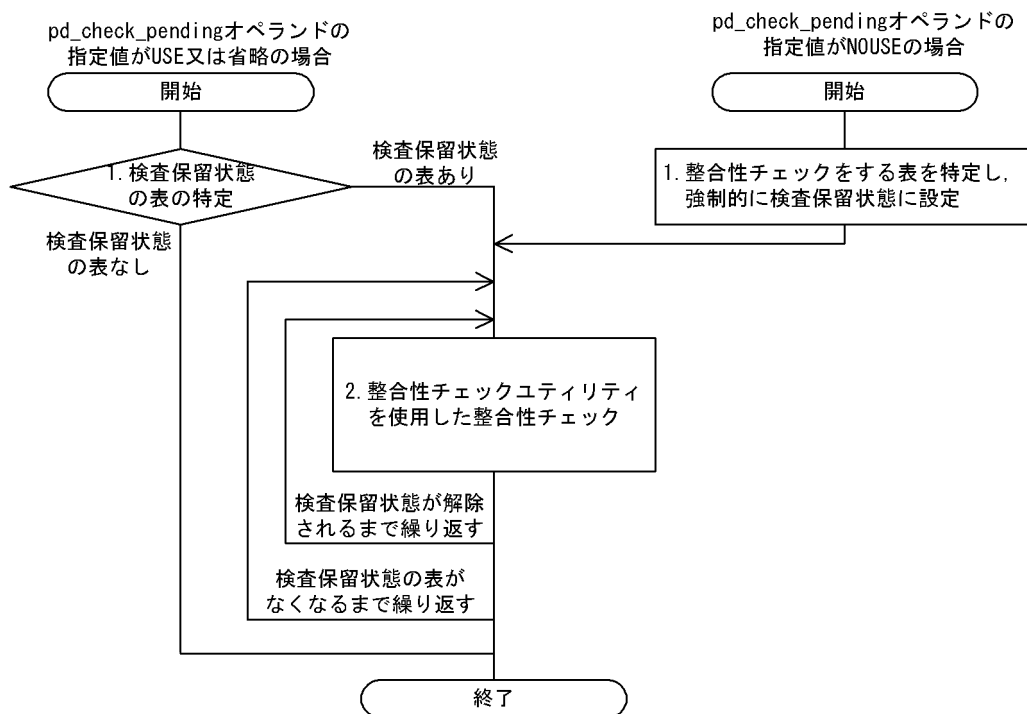 pd_check_pendingオペランドの
指定値がUSE又は省略の場合
開始
1.検査保留状態
の表の特定
検査保留状態
の表あり
検査保留状態
の表なし
pd_check_pendingオペランドの
指定値がNOUSEの場合
開始
1.整合性チェックをする表を特定し,
強制的に検査保留状態に設定
2.整合性チェックユティリティ
を使用した整合性チェック
検査保留状態が解除
されるまで繰り返す
検査保留状態の表が
なくなるまで繰り返す
終了